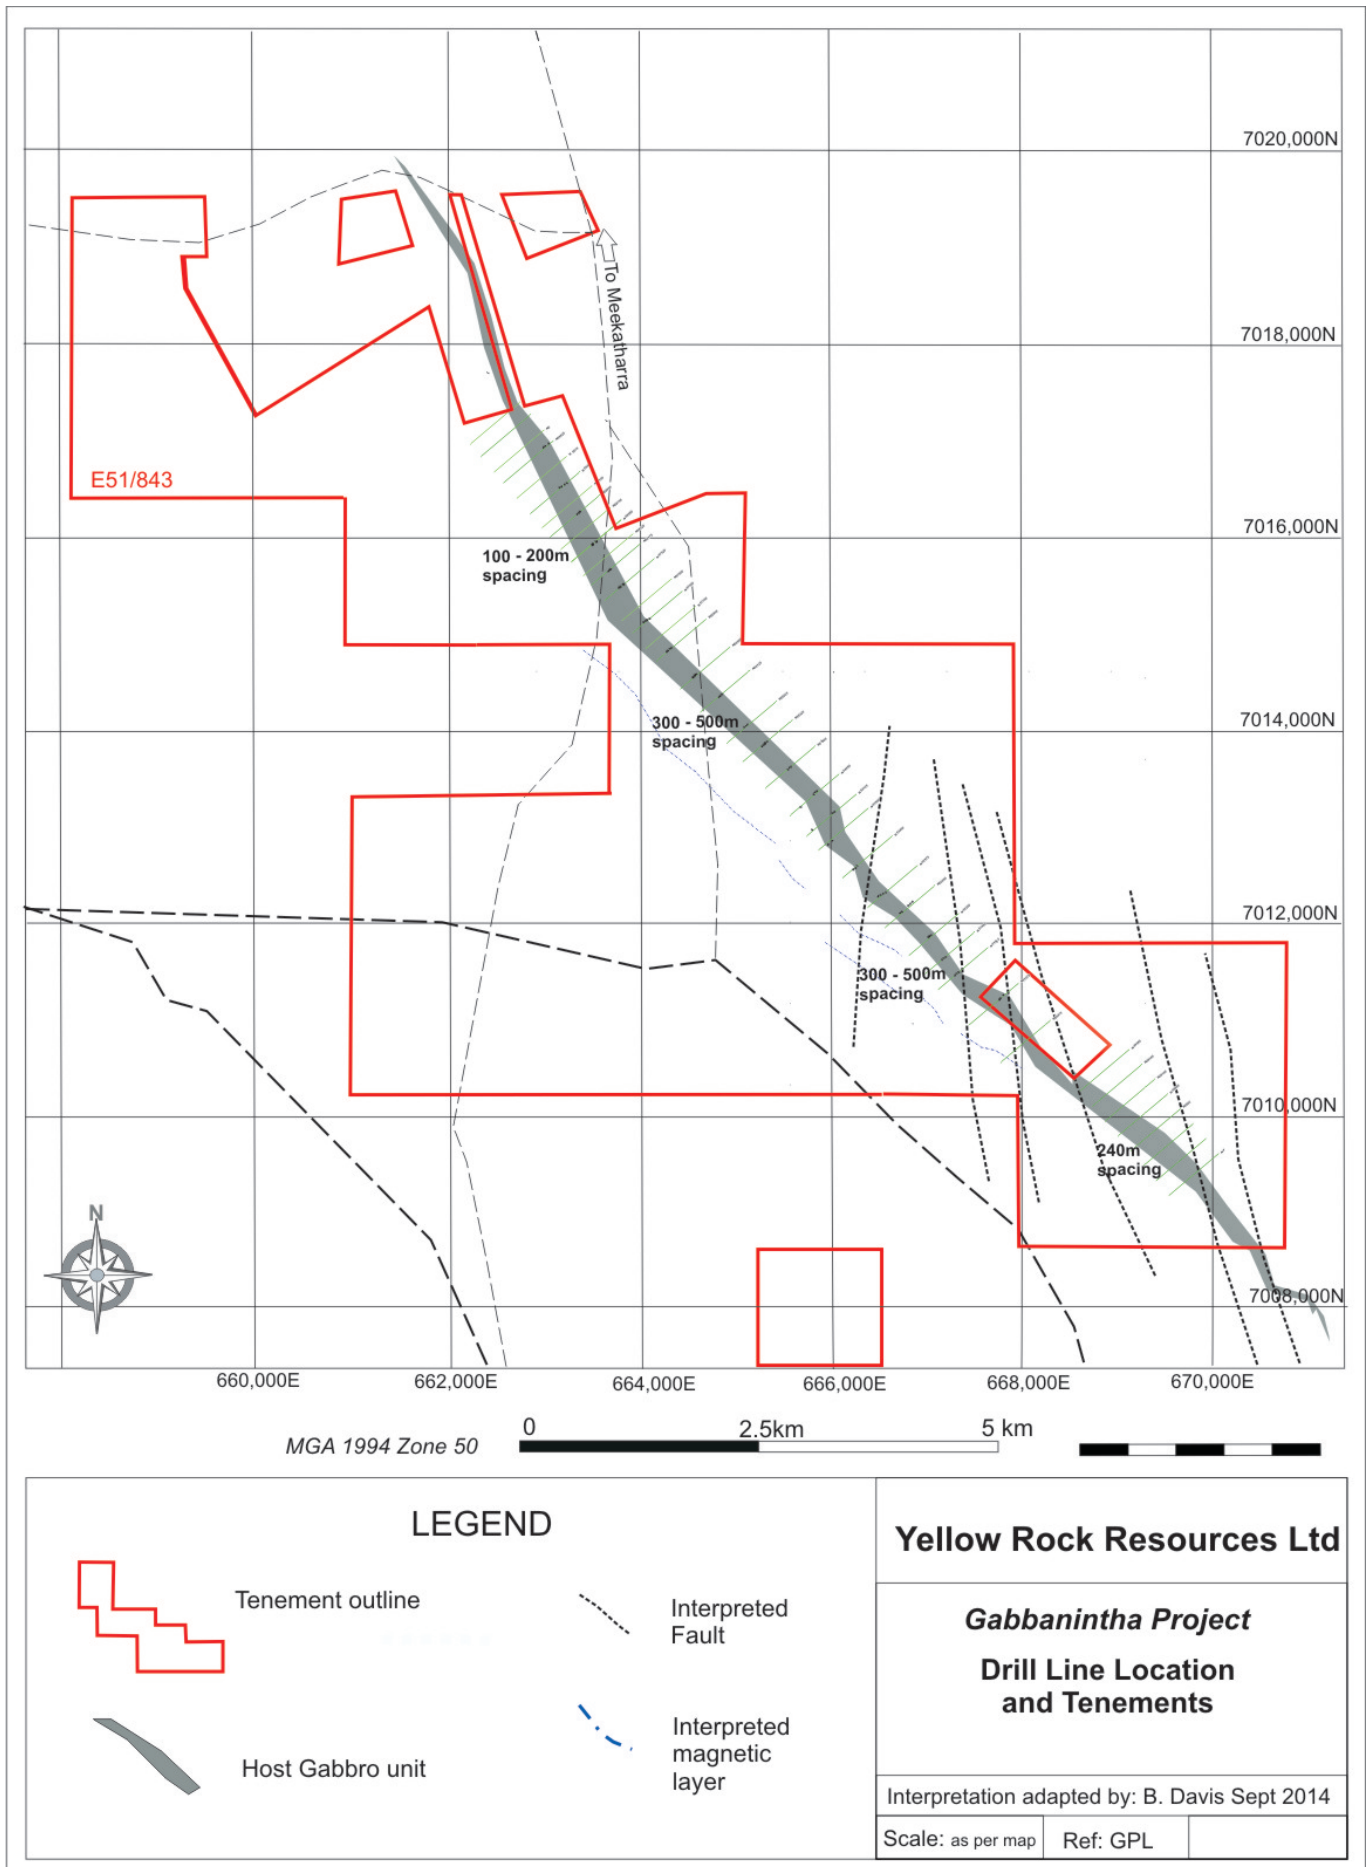 7020,000N
To Meekatharra
7018,000N
E51/843
7016,000N
100 - 200m
spacing
7014,000N
300 - 500m
spacing
7012,000N
300 - 500m
spacing
7010,000N
240m
spacing
N
7008,000N
660,000E
662,000E
664,000E
666,000E
668,000E
670,000E
0
2.5km
5 km
MGA 1994 Zone 50
LEGEND
Tenement outline
Interpreted
Fault
Host Gabbro unit
Interpreted
magnetic
layer
Yellow Rock Resources Ltd
Gabbanintha Project
Drill Line Location
and Tenements
Interpretation adapted by: B. Davis Sept 2014
Scale: as per map
Ref: GPL